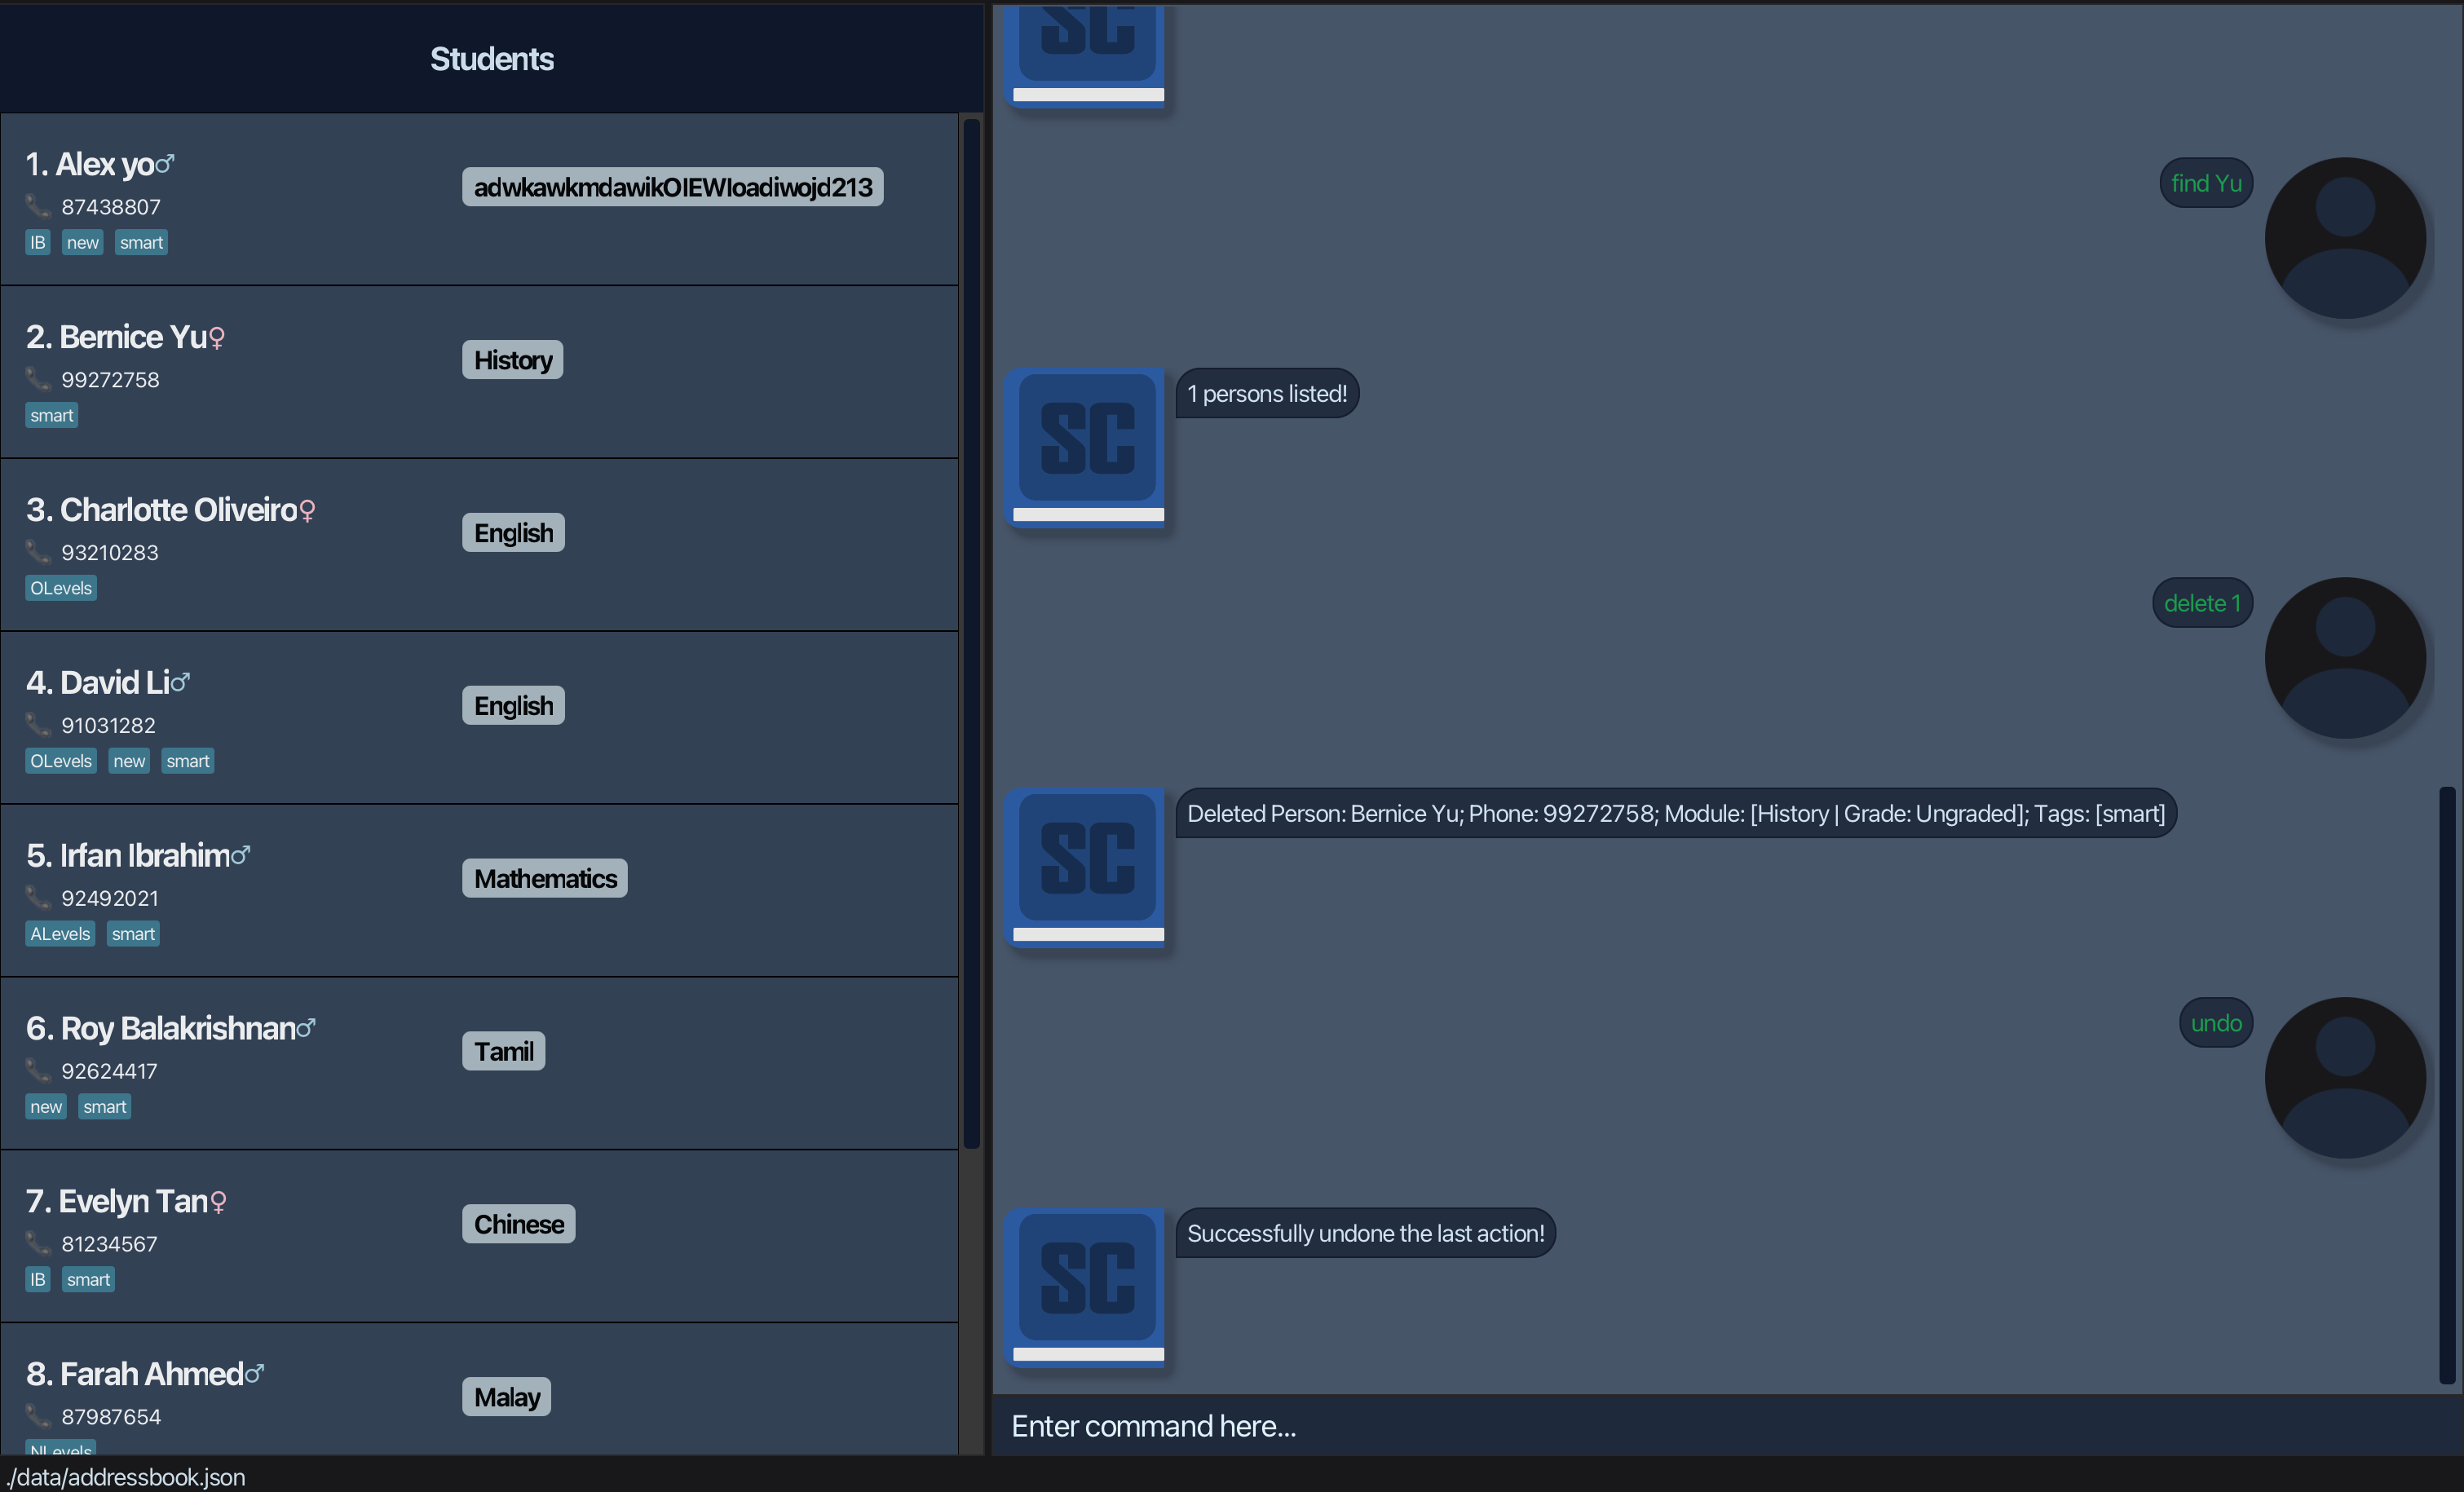 Students
1. Alex yo♂
87438807
IB new smart
adwkawkmdawikOIEWIoadiwojd213
2. Bernice Yu♀
99272758
smart
History
3. Charlotte Oliveiro♀
93210283
OLevels
English
4. David Li♂
91031282
OLevels new smart
English
5. Irfan Ibrahim♂
92492021
ALevels smart
Mathematics
6. Roy Balakrishnan♂
92624417
new smart
Tamil
7. Evelyn Tan♀
81234567
IB smart
Chinese
8. Farah Ahmed♂
87987654
NLevels
Malay
SC
find Yu
SC
1 persons listed!
delete 1
SC
Deleted Person: Bernice Yu; Phone: 99272758; Module: [History | Grade: Ungraded]; Tags: [smart]
undo
SC
Successfully undone the last action!
Enter command here...
./data/addressbook.json